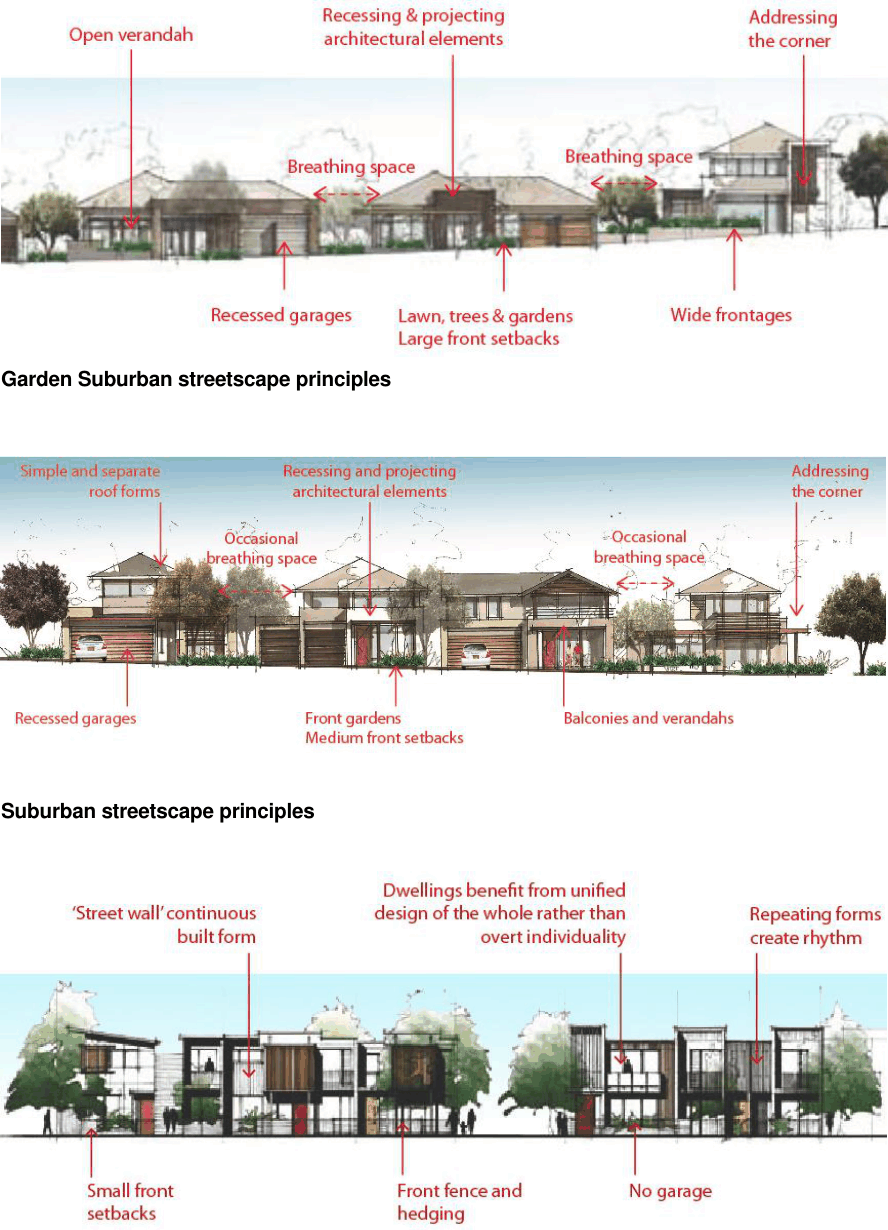 Open verandah
Recessing & projecting
architectural elements
Addressing
the corner
Breathing space
Breathing space
Recessed garages
Lawn, trees & gardens
Large front setbacks
Wide frontages
Garden Suburban streetscape principles
Simple and separate
roof forms
Recessing and projecting
architectural elements
Addressing
the corner
Occasional
breathing space
Occasional
breathing space
Recessed garages
Front gardens
Medium front setbacks
Balconies and verandahs
Suburban streetscape principles
'Street wall' continuous
built form
Dwellings benefit from unified
design of the whole rather than
overt individuality
Repeating forms
create rhythm
Small front
setbacks
Front fence and
hedging
No garage